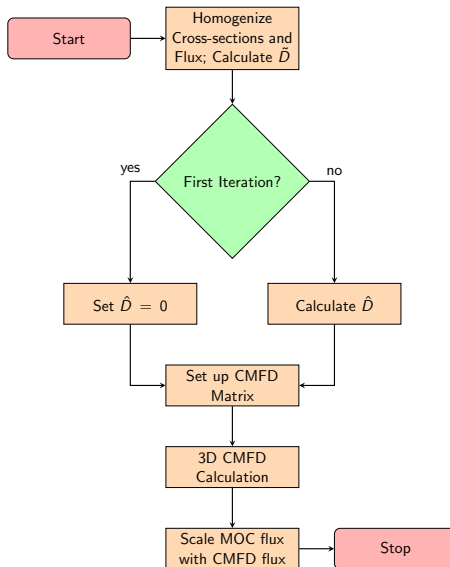 Start
Homogenize
Cross-sections and
Flux; Calculate D̃
First Iteration?
yes
no
Set D̂ = 0
Calculate D̂
Set up CMFD
Matrix
3D CMFD
Calculation
Scale MOC flux
with CMFD flux
Stop